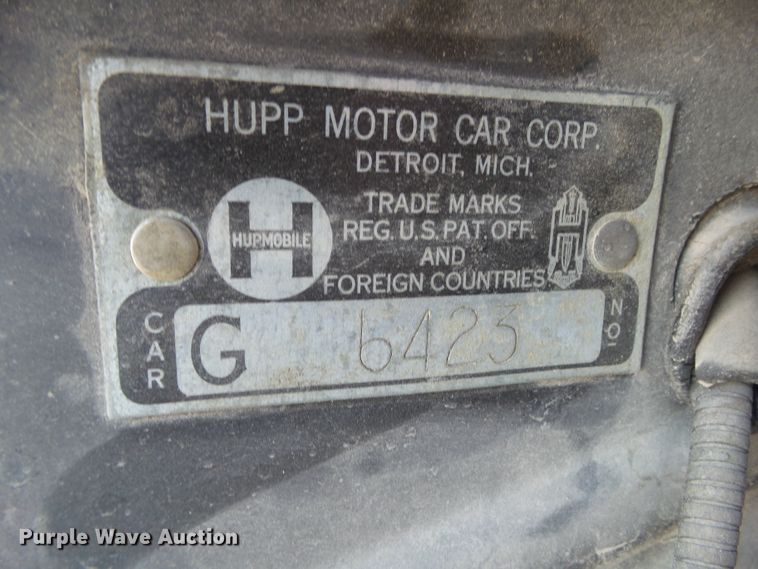 HUPP MOTOR CAR CORP.
DETROIT, MICH.
H
HUPMOBILE
TRADE MARKS
REG. U.S. PAT. OFF.
AND
FOREIGN COUNTRIES
CAR G 6423 NO.
Purple Wave Auction